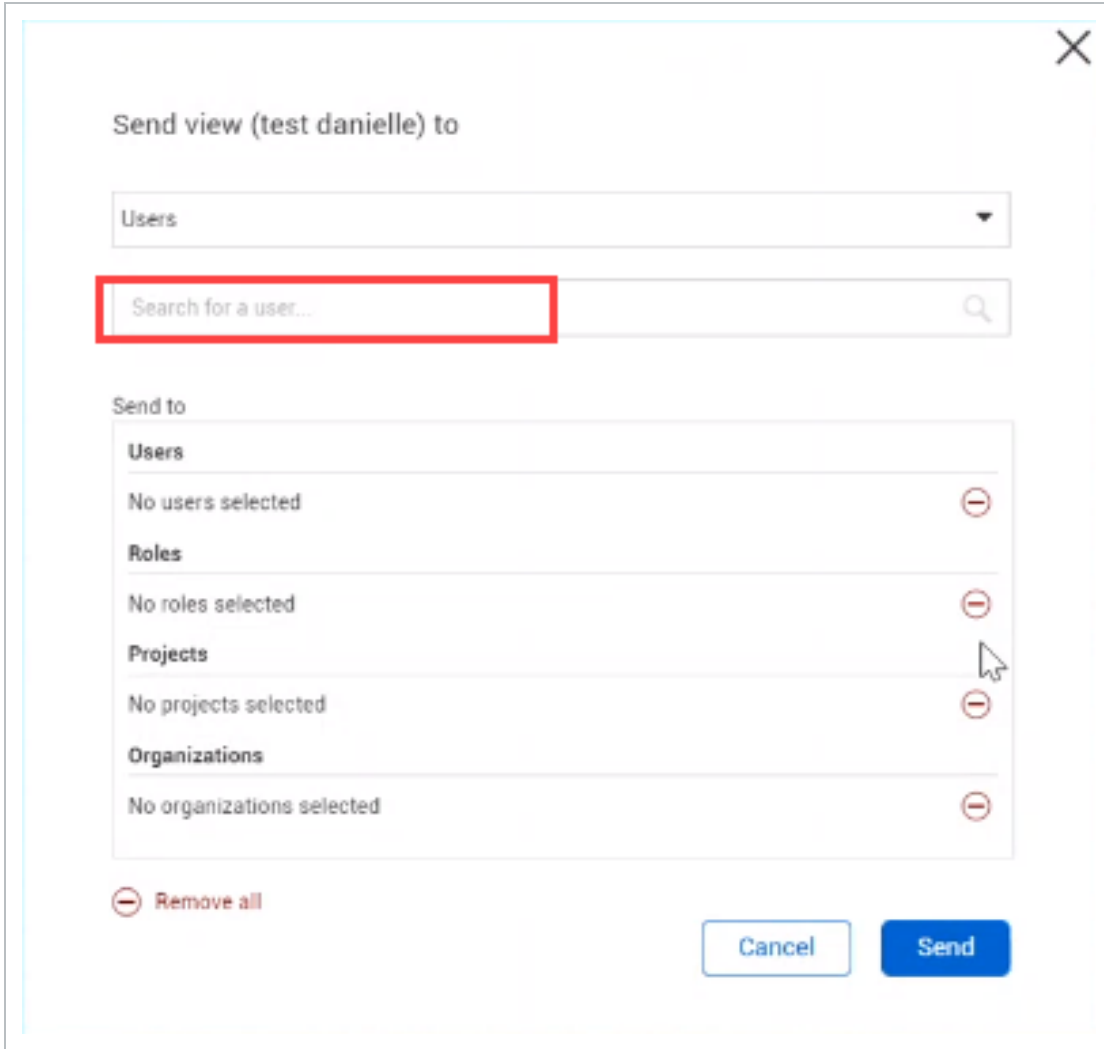 Send view (test danielle) to
Users
Search for a user...
Send to
Users
No users selected
Roles
No roles selected
Projects
No projects selected
Organizations
No organizations selected
Remove all
Cancel
Send